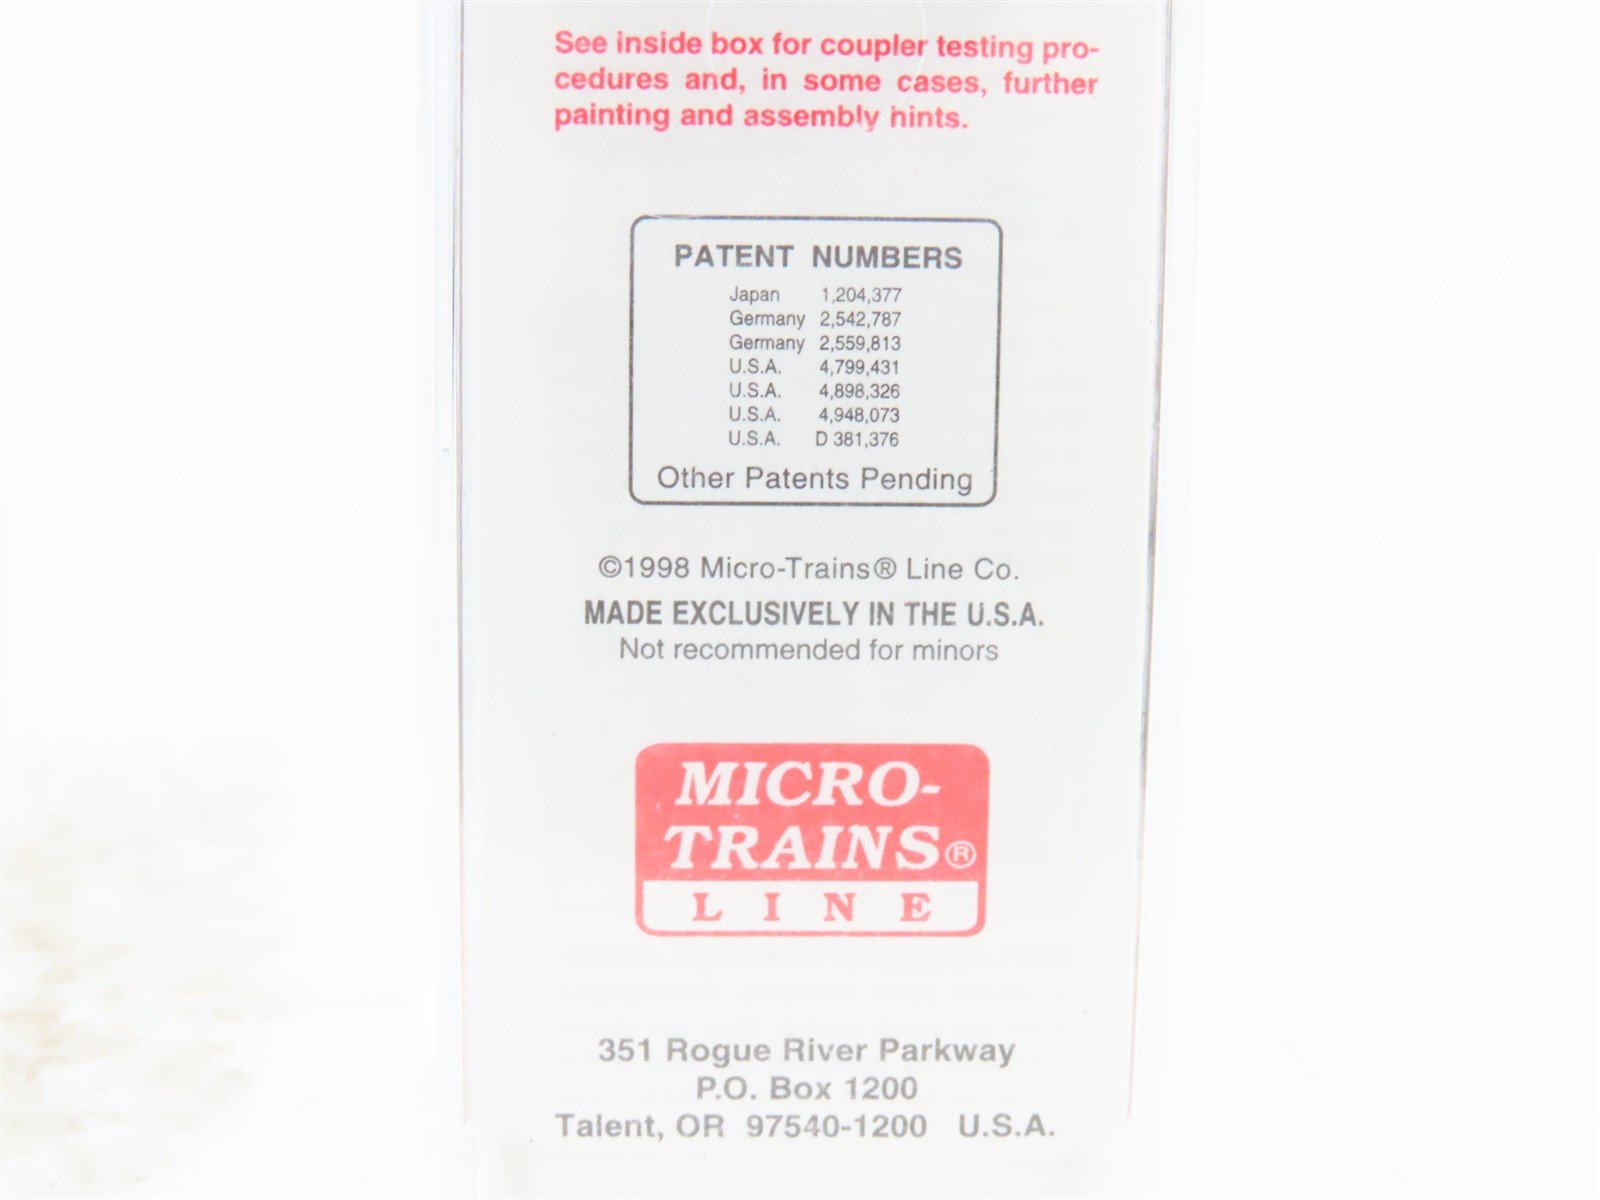 See inside box for coupler testing pro-
cedures and, in some cases, further
painting and assembly hints.
PATENT NUMBERS
Japan 1,204,377
Germany 2,542,787
Germany 2,559,813
U.S.A. 4,799,431
U.S.A. 4,898,326
U.S.A. 4,948,073
U.S.A. D 381,376
Other Patents Pending
©1998 Micro-Trains® Line Co.
MADE EXCLUSIVELY IN THE U.S.A.
Not recommended for minors
MICRO-
TRAINS®
LINE
351 Rogue River Parkway
P.O. Box 1200
Talent, OR 97540-1200 U.S.A.